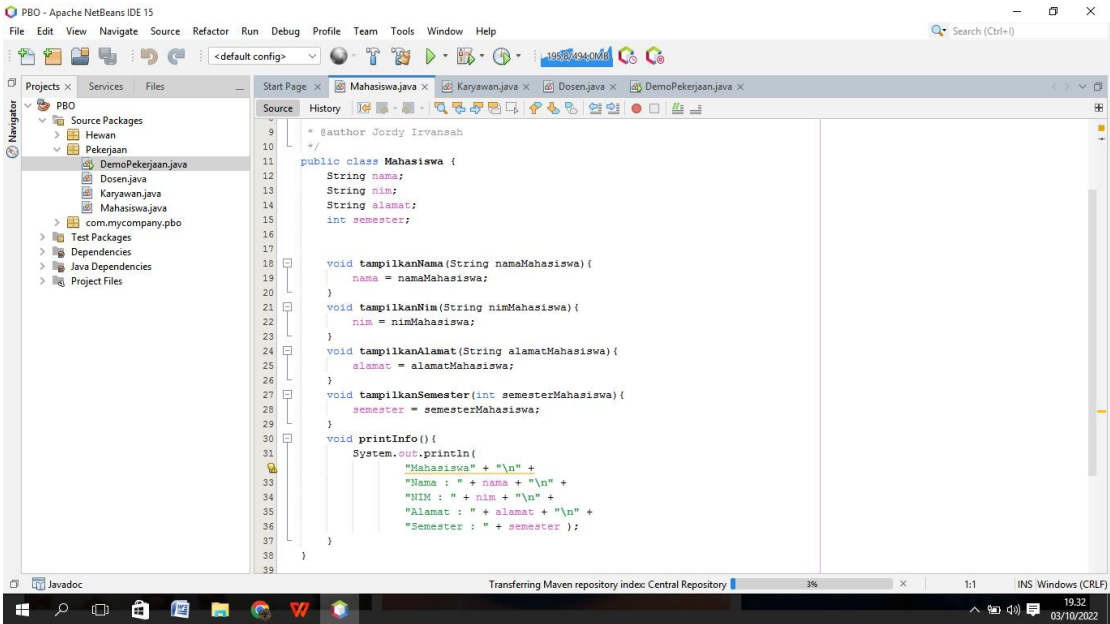 PBO - Apache NetBeans IDE 15
File Edit View Navigate Source Refactor Run Debug Profile Team Tools Window Help
Search (Ctrl+I)
<default config>
195,8/494,0MB
Projects Services Files
Start Page Mahasiswa.java Karyawan.java Dosen.java DemoPekerjaan.java
Navigator
PBO
Source Packages
Hewan
Pekerjaan
DemoPekerjaan.java
Dosen.java
Karyawan.java
Mahasiswa.java
com.mycompany.pbo
Test Packages
Dependencies
Java Dependencies
Project Files
Source History
9 * @author Jordy Irvansah
10 */
11 public class Mahasiswa {
12 String nama;
13 String nim;
14 String alamat;
15 int semester;
16
17
18 void tampilkanNama(String namaMahasiswa){
19 nama = namaMahasiswa;
20 }
21 void tampilkanNim(String nimMahasiswa){
22 nim = nimMahasiswa;
23 }
24 void tampilkanAlamat(String alamatMahasiswa){
25 alamat = alamatMahasiswa;
26 }
27 void tampilkanSemester(int semesterMahasiswa){
28 semester = semesterMahasiswa;
29 }
30 void printInfo(){
31 System.out.println(
"Mahasiswa" + "\n" +
33 "Nama : " + nama + "\n" +
34 "NIM : " + nim + "\n" +
35 "Alamat : " + alamat + "\n" +
36 "Semester : " + semester );
37 }
38 }
39
Javadoc
Transferring Maven repository index: Central Repository 3% 1:1 INS Windows (CRLF)
19.32
03/10/2022